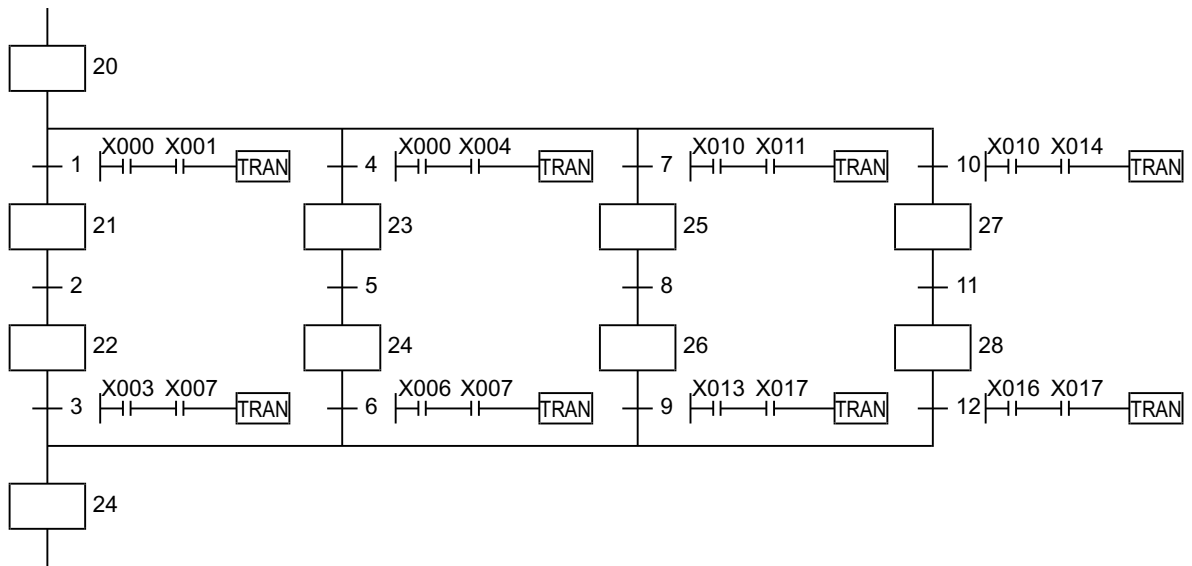 20
X000 X001 X000 X004 X010 X011 X010 X014
1 TRAN 4 TRAN 7 TRAN 10 TRAN
21 23 25 27
2 5 8 11
22 24 26 28
X003 X007 X006 X007 X013 X017 X016 X017
3 TRAN 6 TRAN 9 TRAN 12 TRAN
24